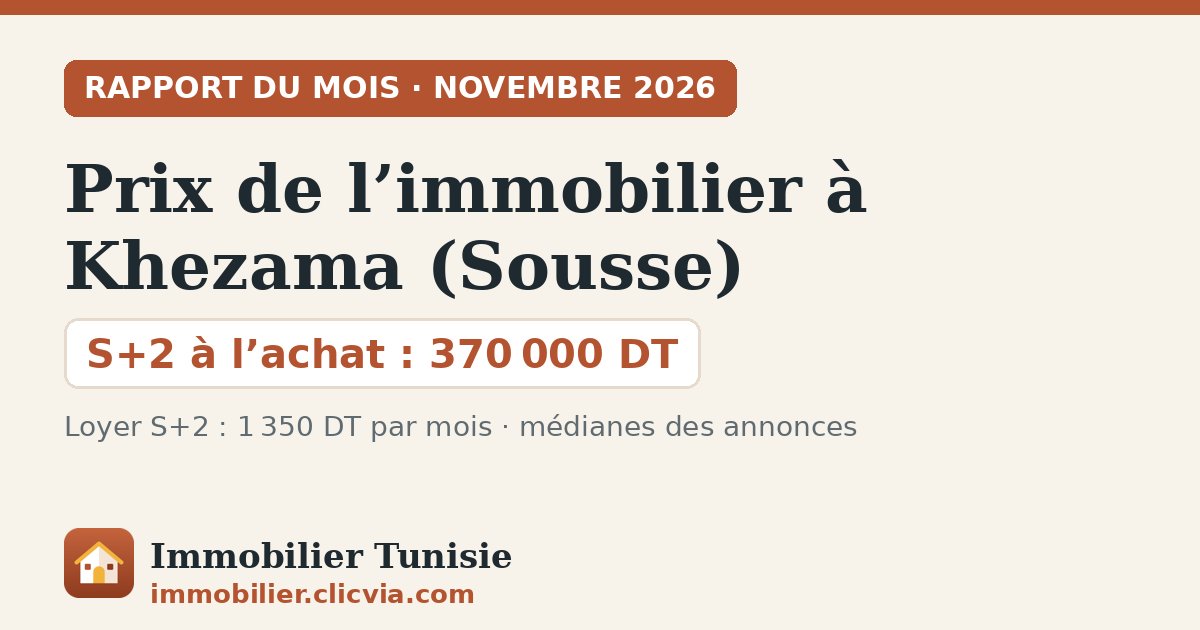 RAPPORT DU MOIS · NOVEMBRE 2026
Prix de l’immobilier à
Khezama (Sousse)
S+2 à l’achat : 370 000 DT
Loyer S+2 : 1 350 DT par mois · médianes des annonces
Immobilier Tunisie
immobilier.clicvia.com